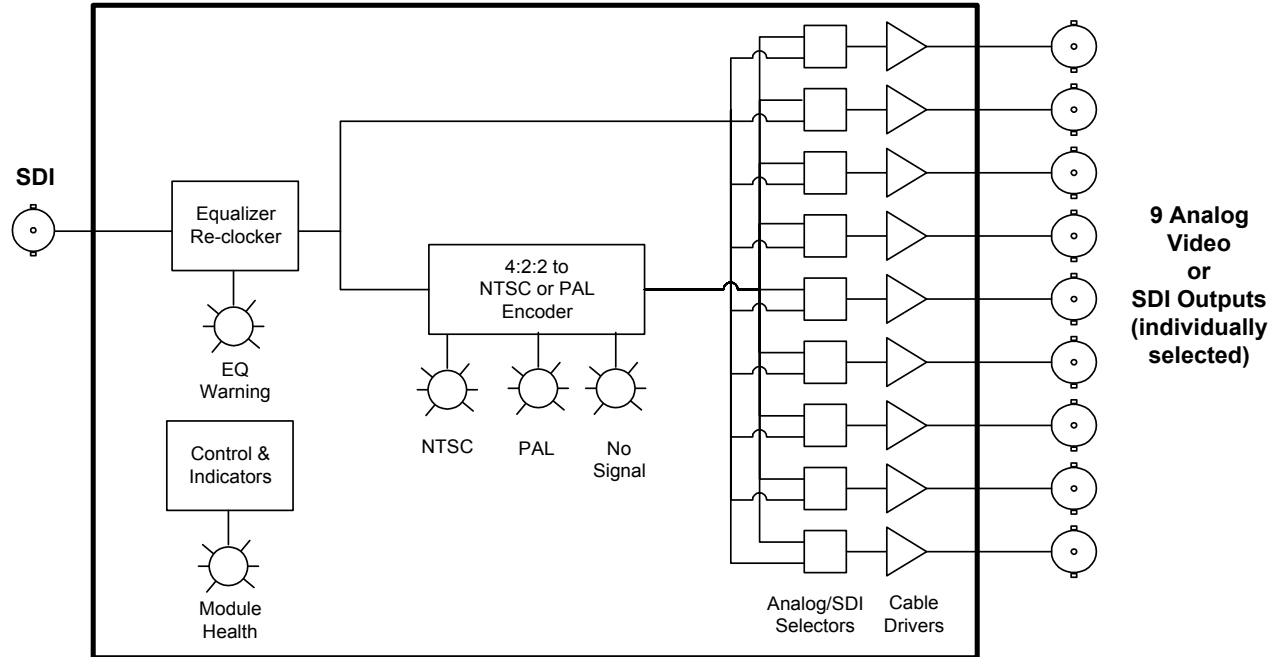 SDI
Equalizer
Re-clocker
EQ
Warning
4:2:2 to
NTSC or PAL
Encoder
NTSC
PAL
No
Signal
Control &
Indicators
Module
Health
Analog/SDI
Selectors
Cable
Drivers
9 Analog
Video
or
SDI Outputs
(individually
selected)